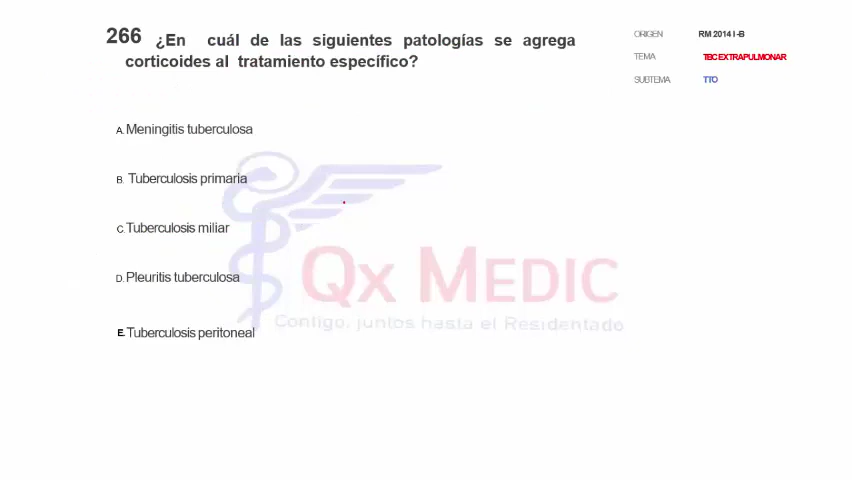 266 ¿En cuál de las siguientes patologías se agrega
corticoides al tratamiento específico?
ORIGEN RM 2014 I -B
TEMA TBC EXTRAPULMONAR
SUBTEMA TTO
A. Meningitis tuberculosa
B. Tuberculosis primaria
C. Tuberculosis miliar
D. Pleuritis tuberculosa
E. Tuberculosis peritoneal
QX MEDIC
Contigo, juntos hasta el Residentado